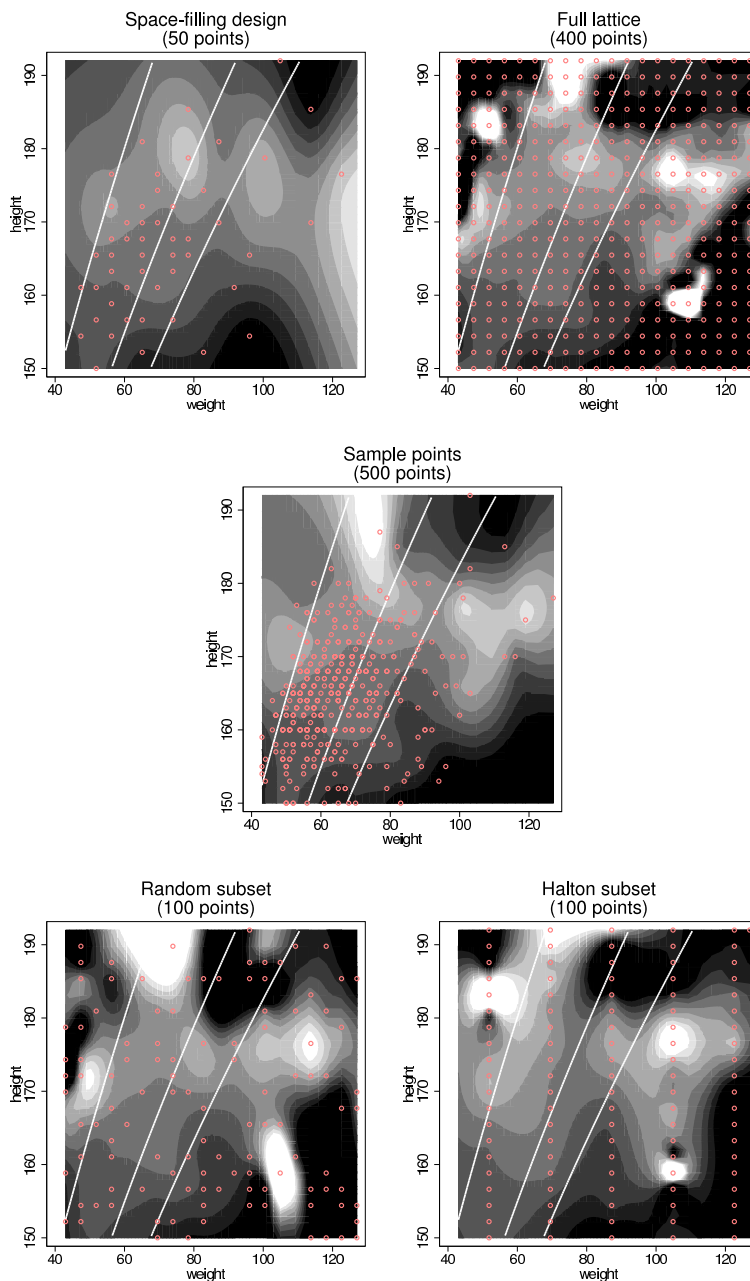 Space-filling design
(50 points)
190
180
170
160
150
height
40
60
80
100
120
weight
Full lattice
(400 points)
190
180
170
160
150
height
40
60
80
100
120
weight
Sample points
(500 points)
190
180
170
160
150
height
40
60
80
100
120
weight
Random subset
(100 points)
190
180
170
160
150
height
40
60
80
100
120
weight
Halton subset
(100 points)
190
180
170
160
150
height
40
60
80
100
120
weight